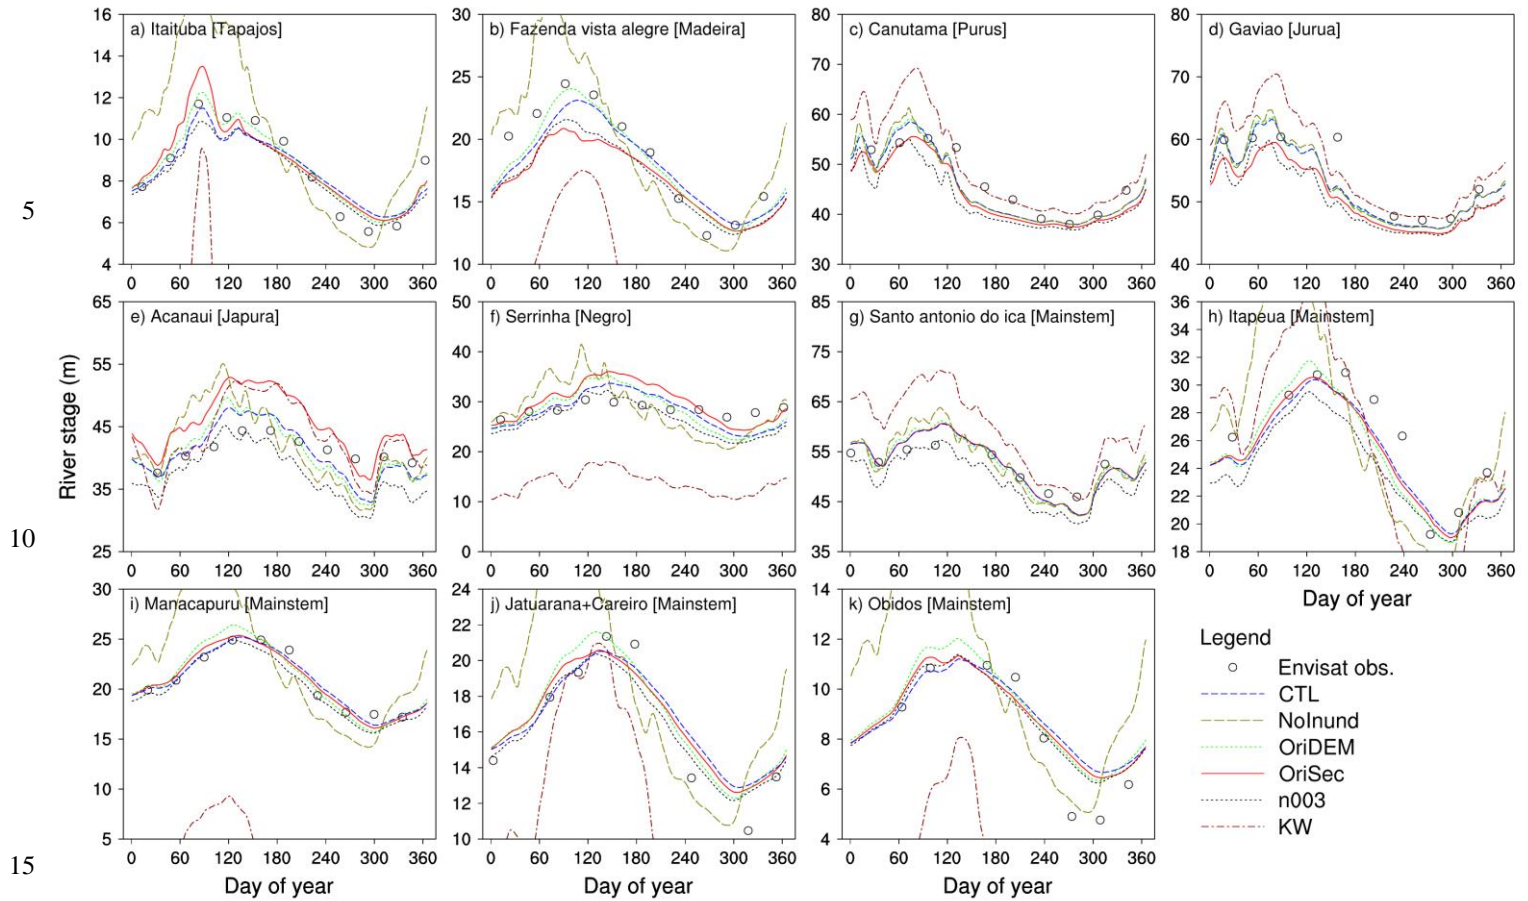 a) Itaituba [Tapajos]
b) Fazenda vista alegre [Madeira]
c) Canutama [Purus]
d) Gaviao [Jurua]
16
14
12
10
8
6
4
0 60 120 180 240 300 360
30
25
20
15
10
0 60 120 180 240 300 360
80
70
60
50
40
30
0 60 120 180 240 300 360
80
70
60
50
40
0 60 120 180 240 300 360
5
River stage (m)
e) Acanaui [Japura]
f) Serrinha [Negro]
g) Santo antonio do ica [Mainstem]
h) Itapeua [Mainstem]
65
55
45
35
25
0 60 120 180 240 300 360
50
40
30
20
10
0
0 60 120 180 240 300 360
85
75
65
55
45
35
0 60 120 180 240 300 360
36
34
32
30
28
26
24
22
20
18
0 60 120 180 240 300 360
Day of year
10
i) Manacapuru [Mainstem]
j) Jatuarana+Careiro [Mainstem]
k) Obidos [Mainstem]
30
25
20
15
10
5
0 60 120 180 240 300 360
Day of year
24
22
20
18
16
14
12
10
0 60 120 180 240 300 360
Day of year
14
12
10
8
6
4
0 60 120 180 240 300 360
Day of year
Legend
Envisat obs.
CTL
NoInund
OriDEM
OriSec
n003
KW
15